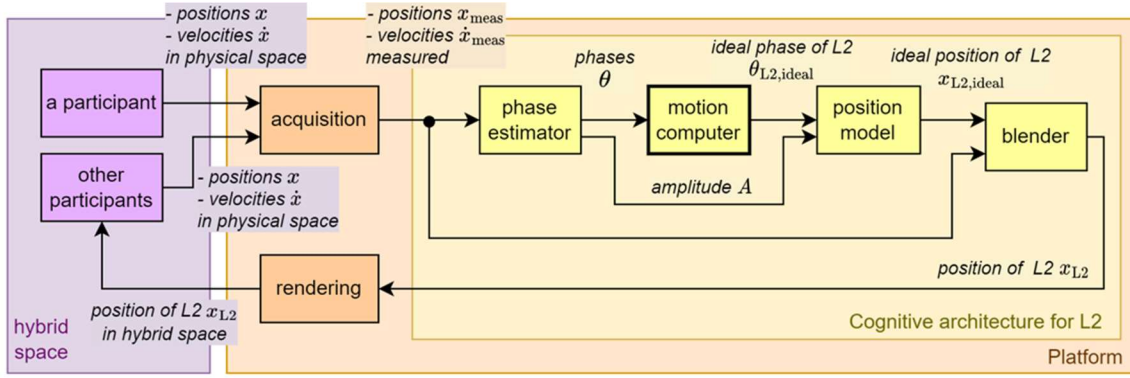 - positions x
- velocities ẋ
in physical space
- positions x_meas
- velocities ẋ_meas
measured
a participant
acquisition
phases
θ
phase
estimator
motion
computer
ideal phase of L2
θ_L2,ideal
position
model
ideal position of L2
x_L2,ideal
blender
other
participants
- positions x
- velocities ẋ
in physical space
amplitude A
rendering
position of L2 x_L2
position of L2 x_L2
in hybrid space
hybrid
space
Cognitive architecture for L2
Platform